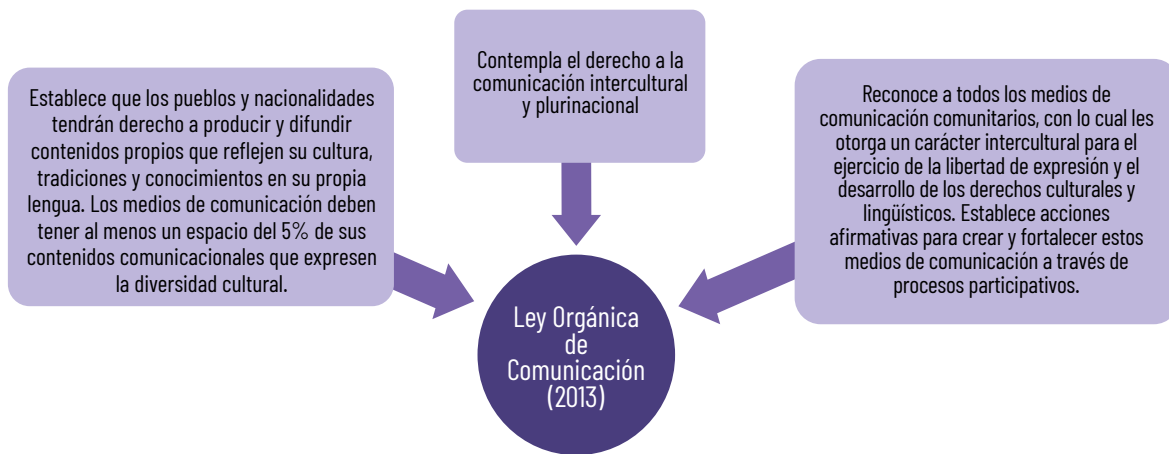 Establece que los pueblos y nacionalidades
tendrán derecho a producir y difundir
contenidos propios que reflejen su cultura,
tradiciones y conocimientos en su propia
lengua. Los medios de comunicación deben
tener al menos un espacio del 5% de sus
contenidos comunicacionales que expresen
la diversidad cultural.
Contempla el derecho a la
comunicación intercultural
y plurinacional
Reconoce a todos los medios de
comunicación comunitarios, con lo cual les
otorga un carácter intercultural para el
ejercicio de la libertad de expresión y el
desarrollo de los derechos culturales y
lingüísticos. Establece acciones
afirmativas para crear y fortalecer estos
medios de comunicación a través de
procesos participativos.
Ley Orgánica
de
Comunicación
(2013)